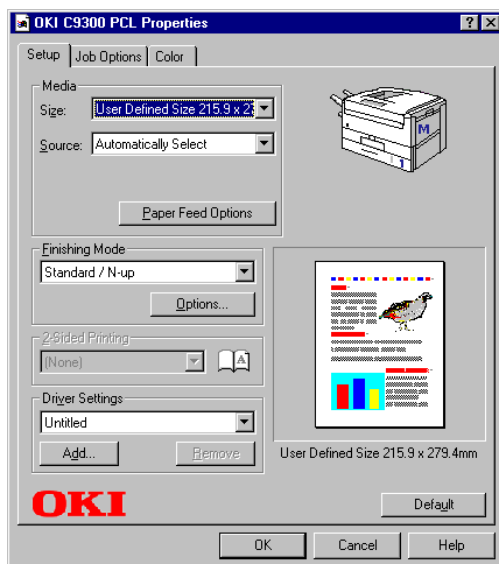 OKI C9300 PCL Properties
Setup
Job Options
Color
Media
Size:
User Defined Size 215.9 x 2
Source:
Automatically Select
M
1
Paper Feed Options
Finishing Mode
Standard / N-up
Options...
2-Sided Printing
(None)
A
Driver Settings
Untitled
Add...
Remove
User Defined Size 215.9 x 279.4mm
OKI
Default
OK
Cancel
Help